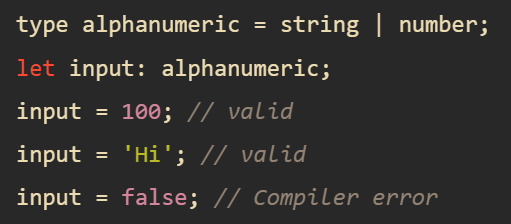 type alphanumeric = string | number;
let input: alphanumeric;
input = 100; // valid
input = 'Hi'; // valid
input = false; // Compiler error